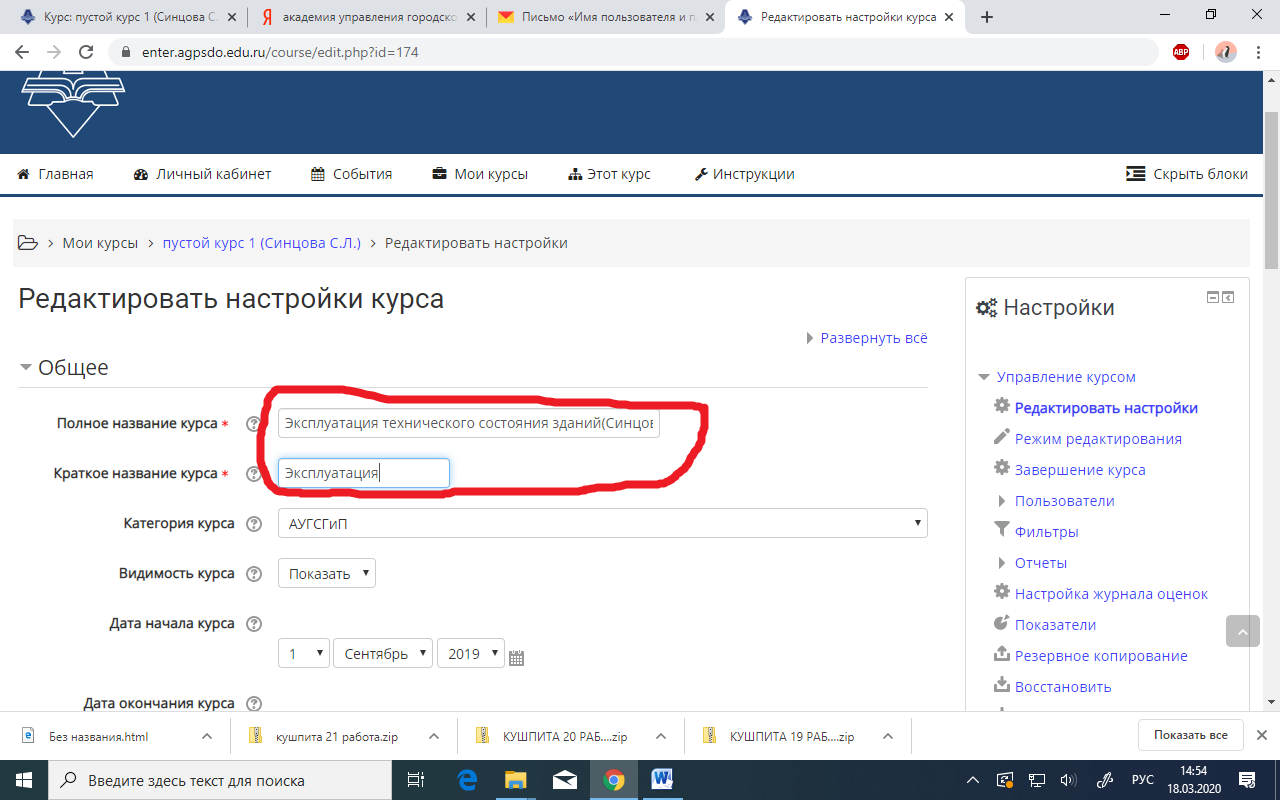 Курс: пустой курс 1 (Синцова С.
академия управления городско
Письмо «Имя пользователя и п
Редактировать настройки курса
enter.agpsdo.edu.ru/course/edit.php?id=174
ABP
Главная
Личный кабинет
События
Мои курсы
Этот курс
Инструкции
Скрыть блоки
Мои курсы
пустой курс 1 (Синцова С.Л.)
Редактировать настройки
Редактировать настройки курса
Развернуть всё
Общее
Полное название курса *
Эксплуатация технического состояния зданий(Синцов
Краткое название курса *
Эксплуатация
Категория курса
АУГСГиП
Видимость курса
Показать
Дата начала курса
1
Сентябрь
2019
Дата окончания курса
Настройки
Управление курсом
Редактировать настройки
Режим редактирования
Завершение курса
Пользователи
Фильтры
Отчеты
Настройка журнала оценок
Показатели
Резервное копирование
Восстановить
Без названия.html
кушпита 21 работа.zip
КУШПИТА 20 РАБ....zip
КУШПИТА 19 РАБ....zip
Показать все
Введите здесь текст для поиска
РУС
14:54
18.03.2020